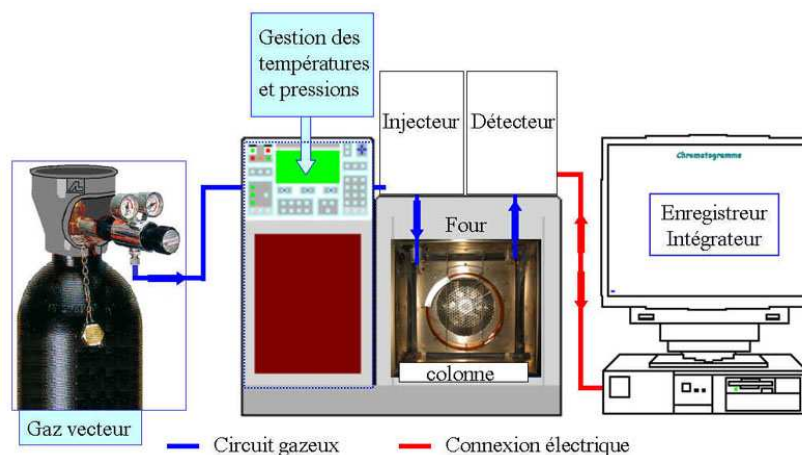 Gestion des
températures
et pressions
Injecteur
Détecteur
Chromatogramme
Enregistreur
Intégrateur
Four
colonne
Gaz vecteur
Circuit gazeux
Connexion électrique